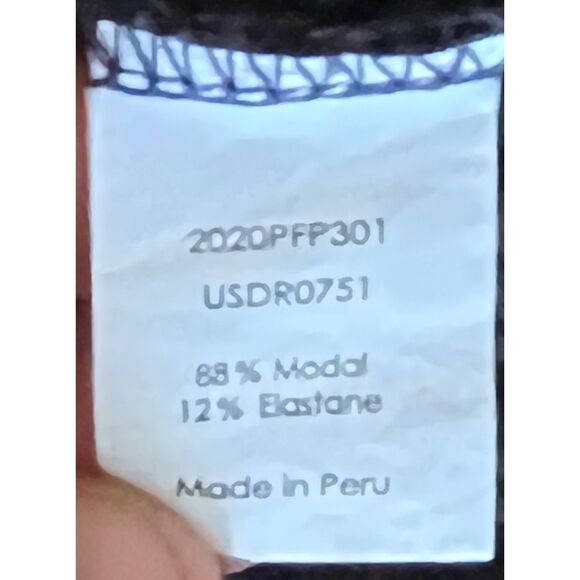 2020PFP301
USDR0751
88% Modal
12% Elastane
Made in Peru